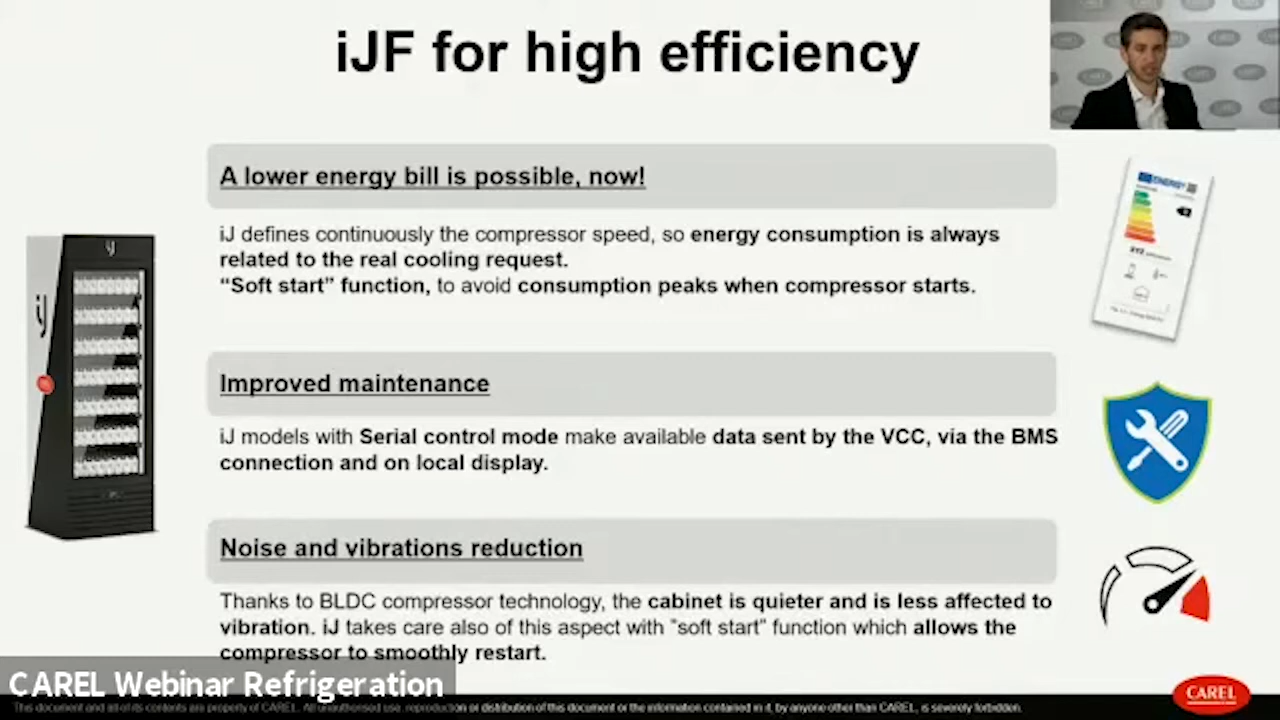 iJF for high efficiency
A lower energy bill is possible, now!
iJ defines continuously the compressor speed, so energy consumption is always
related to the real cooling request.
“Soft start” function, to avoid consumption peaks when compressor starts.
Improved maintenance
iJ models with Serial control mode make available data sent by the VCC, via the BMS
connection and on local display.
Noise and vibrations reduction
Thanks to BLDC compressor technology, the cabinet is quieter and is less affected to
vibration. iJ takes care also of this aspect with "soft start" function which allows the
compressor to smoothly restart.
CAREL Webinar Refrigeration
CAREL
This document and all of its contents are property of CAREL. All unauthorised use, reproduction or distribution of this document or the information contained in it, by anyone other than CAREL, is severely forbidden.
iJ
iJ
ENERG